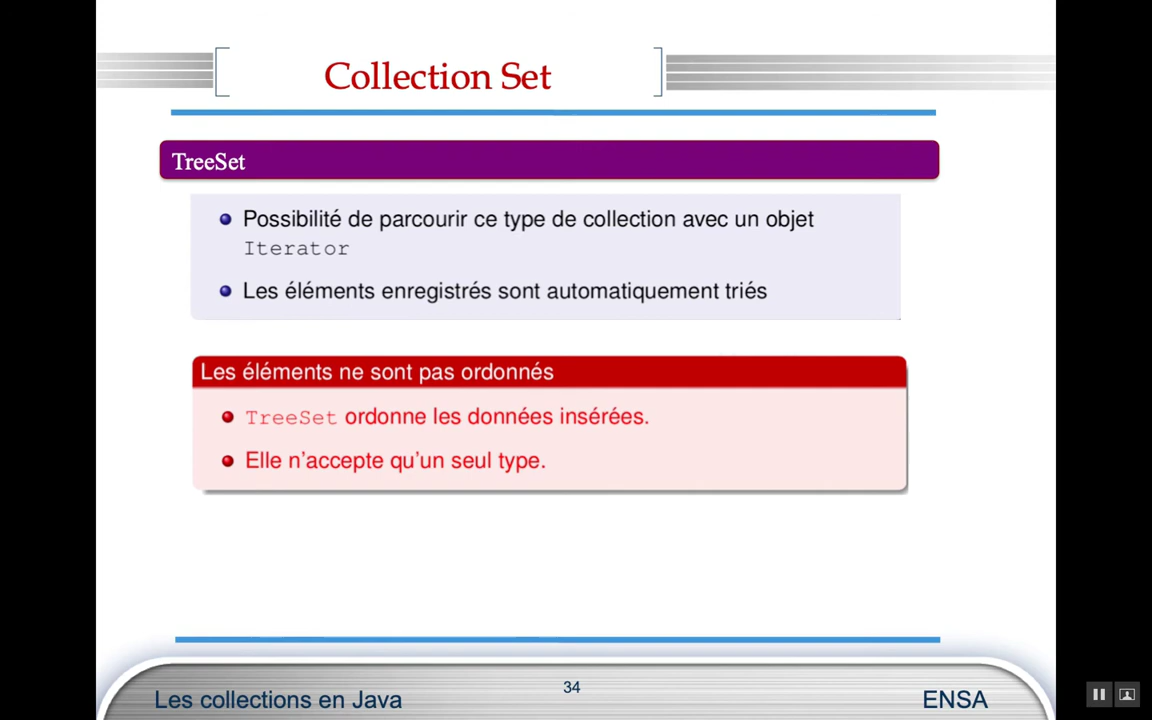 Collection Set
TreeSet
Possibilité de parcourir ce type de collection avec un objet
Iterator
Les éléments enregistrés sont automatiquement triés
Les éléments ne sont pas ordonnés
TreeSet ordonne les données insérées.
Elle n'accepte qu'un seul type.
Les collections en Java
34
ENSA